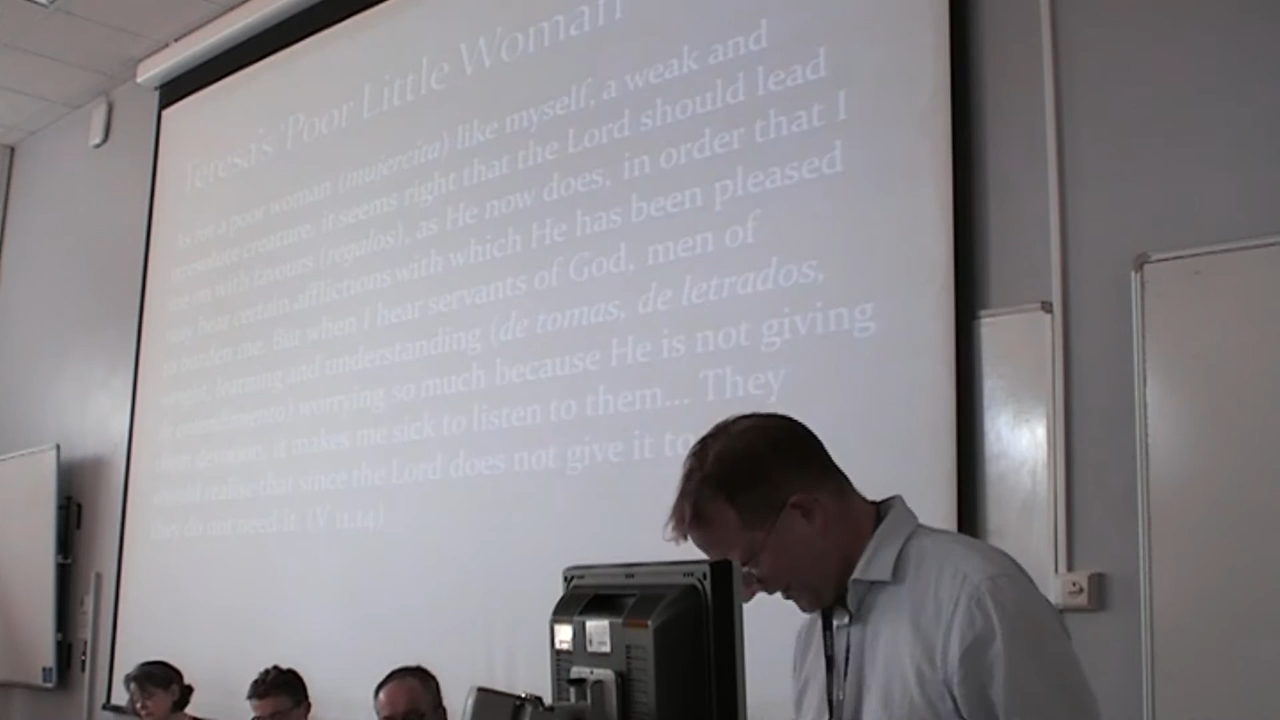 Teresa's 'Poor Little Woman
As for a poor woman (mujercita) like myself, a weak and
irresolute creature, it seems right that the Lord should lead
me on with favours (regalos), as He now does, in order that I
may bear certain afflictions with which He has been pleased
to burden me. But when I hear servants of God, men of
weight, learning and understanding (de tomas, de letrados,
de entendimiento) worrying so much because He is not giving
them devotion, it makes me sick to listen to them... They
should realise that since the Lord does not give it to
they do not need it. (V 11.14)